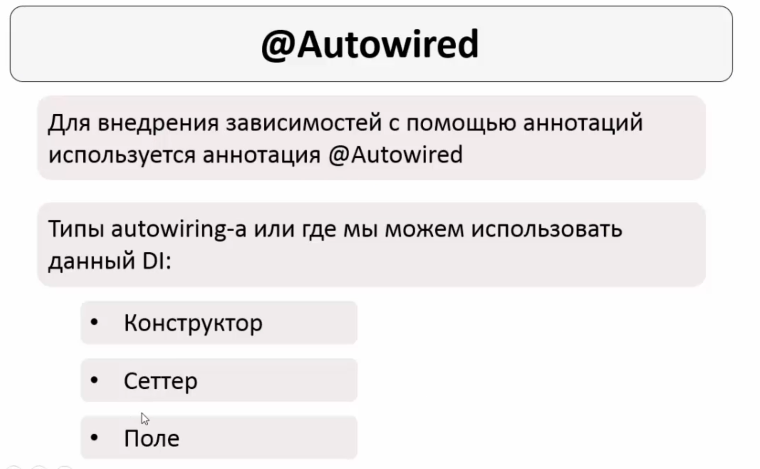 @Autowired
Для внедрения зависимостей с помощью аннотаций
используется аннотация @Autowired
Типы autowiring-а или где мы можем использовать
данный DI:
• Конструктор
• Сеттер
• Поле